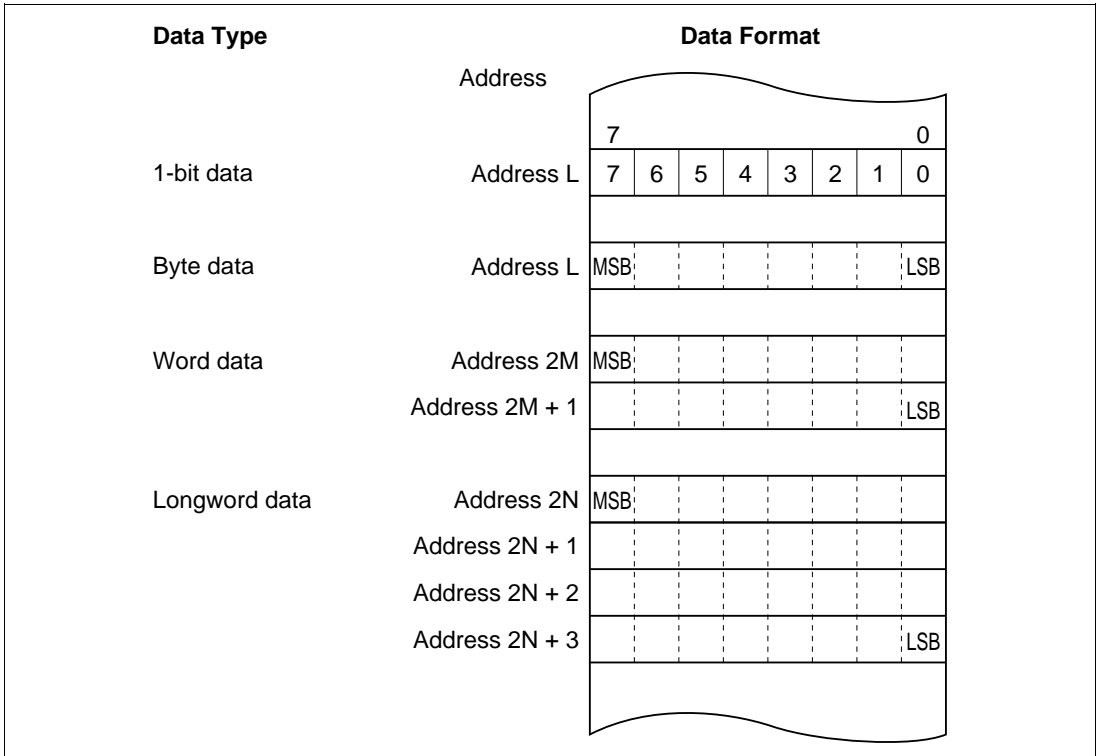 Data Type Data Format
Address
7 0
1-bit data Address L 7 6 5 4 3 2 1 0
Byte data Address L MSB LSB
Word data Address 2M MSB
Address 2M + 1 LSB
Longword data Address 2N MSB
Address 2N + 1
Address 2N + 2
Address 2N + 3 LSB